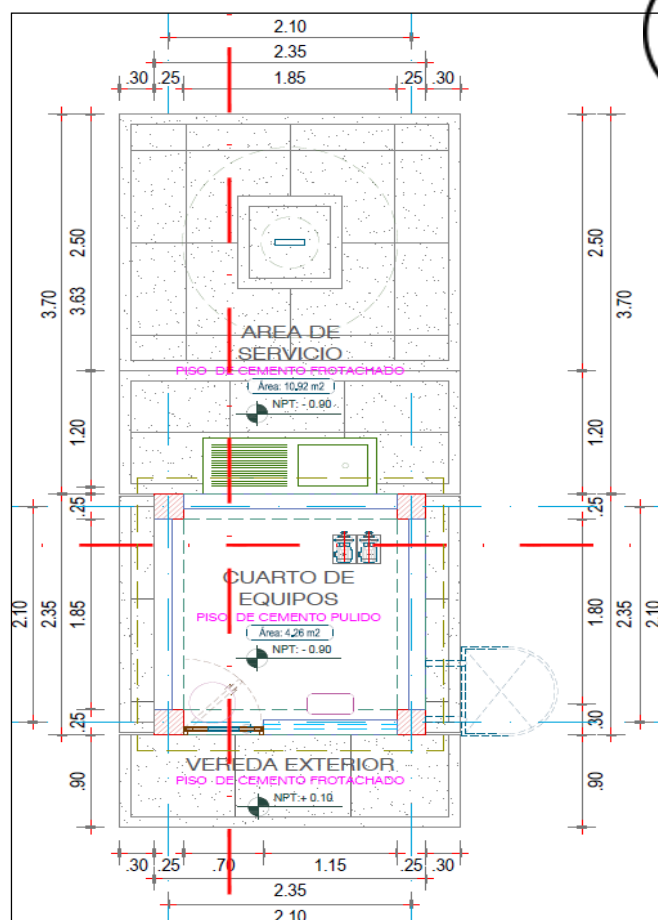 2.10
2.35
.30 .25 1.85 .25 .30
2.50
3.63
3.70
2.50
3.70
AREA DE
SERVICIO
PISO DE CEMENTO FROTACHADO
Área: 10.92 m2
NPT: - 0.90
1.20
1.20
.25
.25
CUARTO DE
EQUIPOS
PISO DE CEMENTO PULIDO
Área: 4.26 m2
NPT: - 0.90
2.10
2.35
1.85
1.80
2.35
2.10
.25
.30
VEREDA EXTERIOR
PISO DE CEMENTO FROTACHADO
NPT:+ 0.10
.90
.90
.30 .25 .70 1.15 .25 .30
2.35
2.10